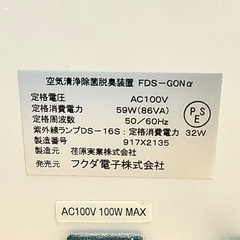 空気清浄除菌脱臭装置 FDS-GONα
定格電圧 AC100V
定格消費電力 59W(86VA)
定格周波数 50/60Hz
紫外線ランプDS-16S:定格消費電力 32W
製造番号 917X2135
製造元 荏原実業株式会社
発売元 フクダ電子株式会社
PSE
AC100V 100W MAX